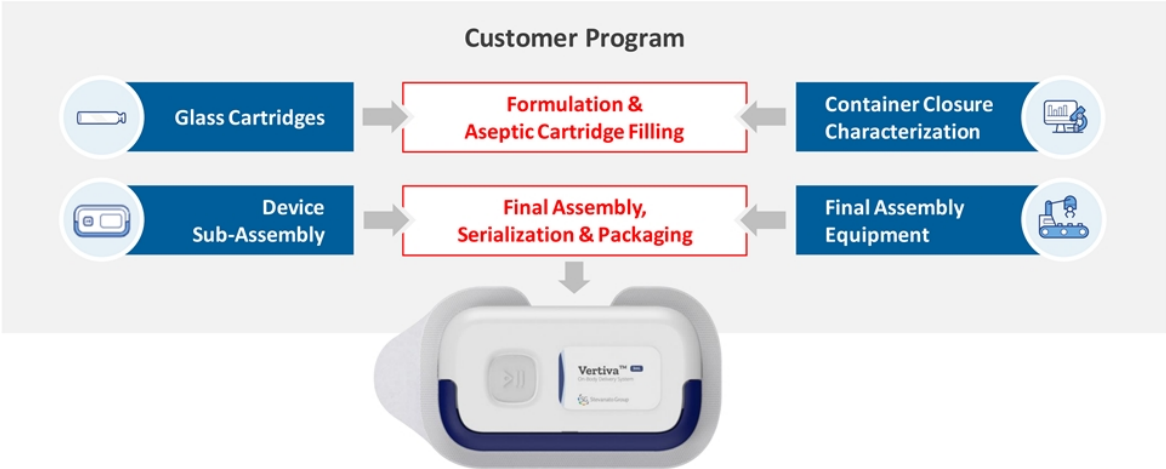 Customer Program
Glass Cartridges
Formulation &
Aseptic Cartridge Filling
Container Closure
Characterization
Device
Sub-Assembly
Final Assembly,
Serialization & Packaging
Final Assembly
Equipment
Vertiva™
On-Body Delivery System
Stevanato Group